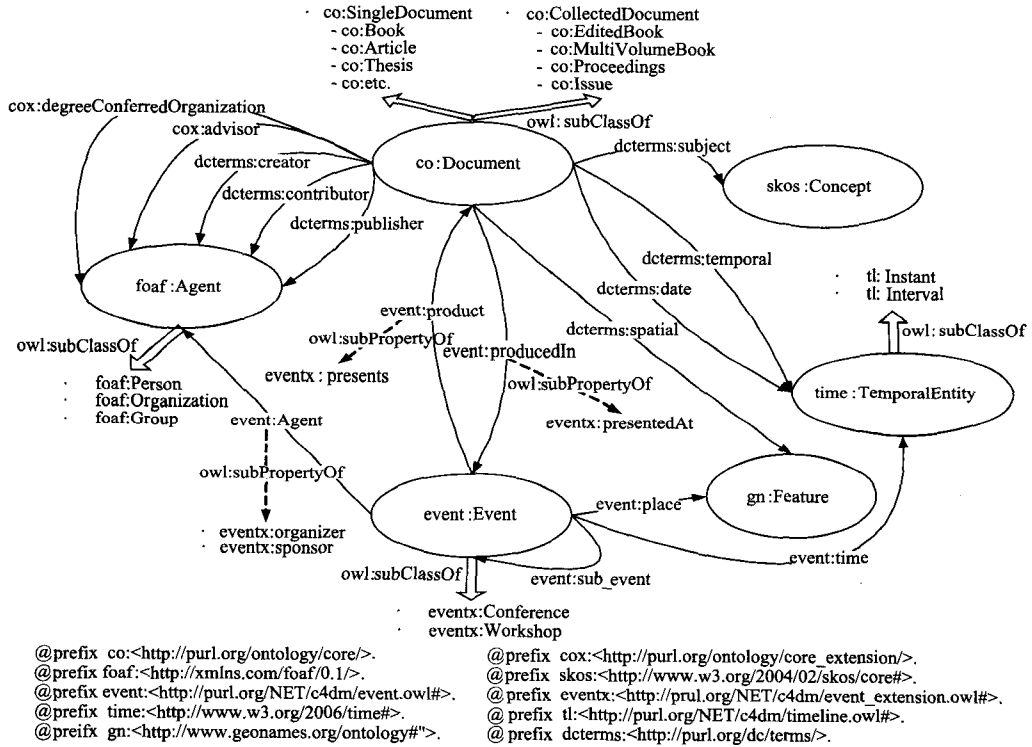 · co:SingleDocument
- co:Book
- co:Article
- co:Thesis
- co:etc.
· co:CollectedDocument
- co:EditedBook
- co:MultiVolumeBook
- co:Proceedings
- co:Issue
owl:subClassOf
cox:degreeConferredOrganization
cox:advisor
dcterms:creator
dcterms:contributor
dcterms:publisher
co:Document
dcterms:subject
skos :Concept
foaf :Agent
dcterms:temporal
dcterms:date
dcterms:spatial
· tl: Instant
· tl: Interval
owl: subClassOf
time :TemporalEntity
event:product
owl:subPropertyOf
eventx : presents
event:producedIn
owl:subPropertyOf
eventx:presentedAt
owl:subClassOf
· foaf:Person
· foaf:Organization
· foaf:Group
event:Agent
owl:subPropertyOf
· eventx:organizer
· eventx:sponsor
event :Event
event:place
gn :Feature
event:time
event:sub_event
owl:subClassOf
· eventx:Conference
· eventx:Workshop
@prefix co:<http://purl.org/ontology/core/>.
@prefix foaf:<http://xmlns.com/foaf/0.1/>.
@prefix event:<http://purl.org/NET/c4dm/event.owl#>.
@prefix time:<http://www.w3.org/2006/time#>.
@preifx gn:<http://www.geonames.org/ontology#">.
@prefix cox:<http://purl.org/ontology/core_extension/>.
@prefix skos:<http://www.w3.org/2004/02/skos/core#>.
@prefix eventx:<http://prul.org/NET/c4dm/event_extension.owl#>.
@prefix tl:<http://purl.org/NET/c4dm/timeline.owl#>.
@ prefix dcterms:<http://purl.org/dc/terms/>.